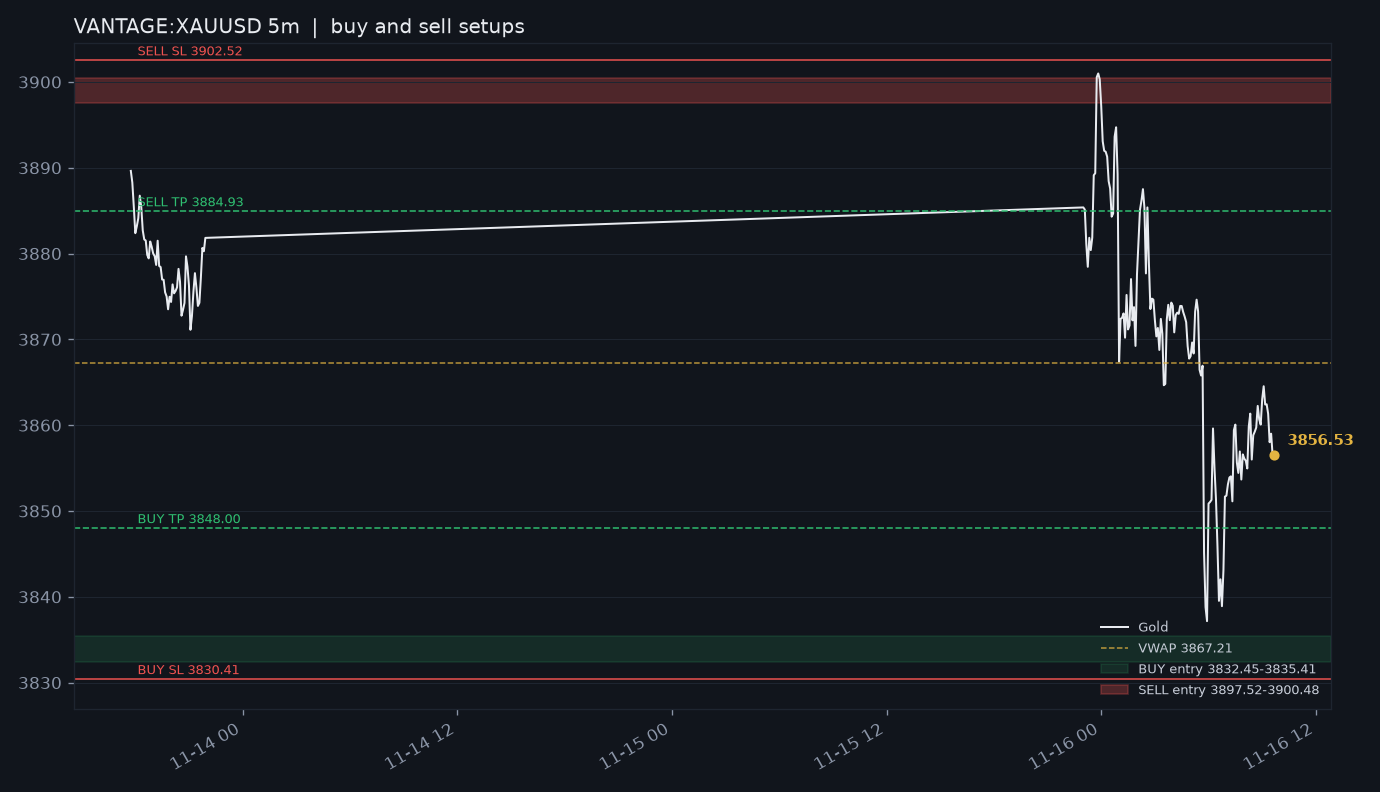 VANTAGE:XAUUSD 5m | buy and sell setups
SELL SL 3902.52
3900
3890
SELL TP 3884.93
3880
3870
3860
3856.53
3850
BUY TP 3848.00
3840
Gold
VWAP 3867.21
BUY SL 3830.41
BUY entry 3832.45-3835.41
3830
SELL entry 3897.52-3900.48
11-14 00
11-14 12
11-15 00
11-15 12
11-16 00
11-16 12